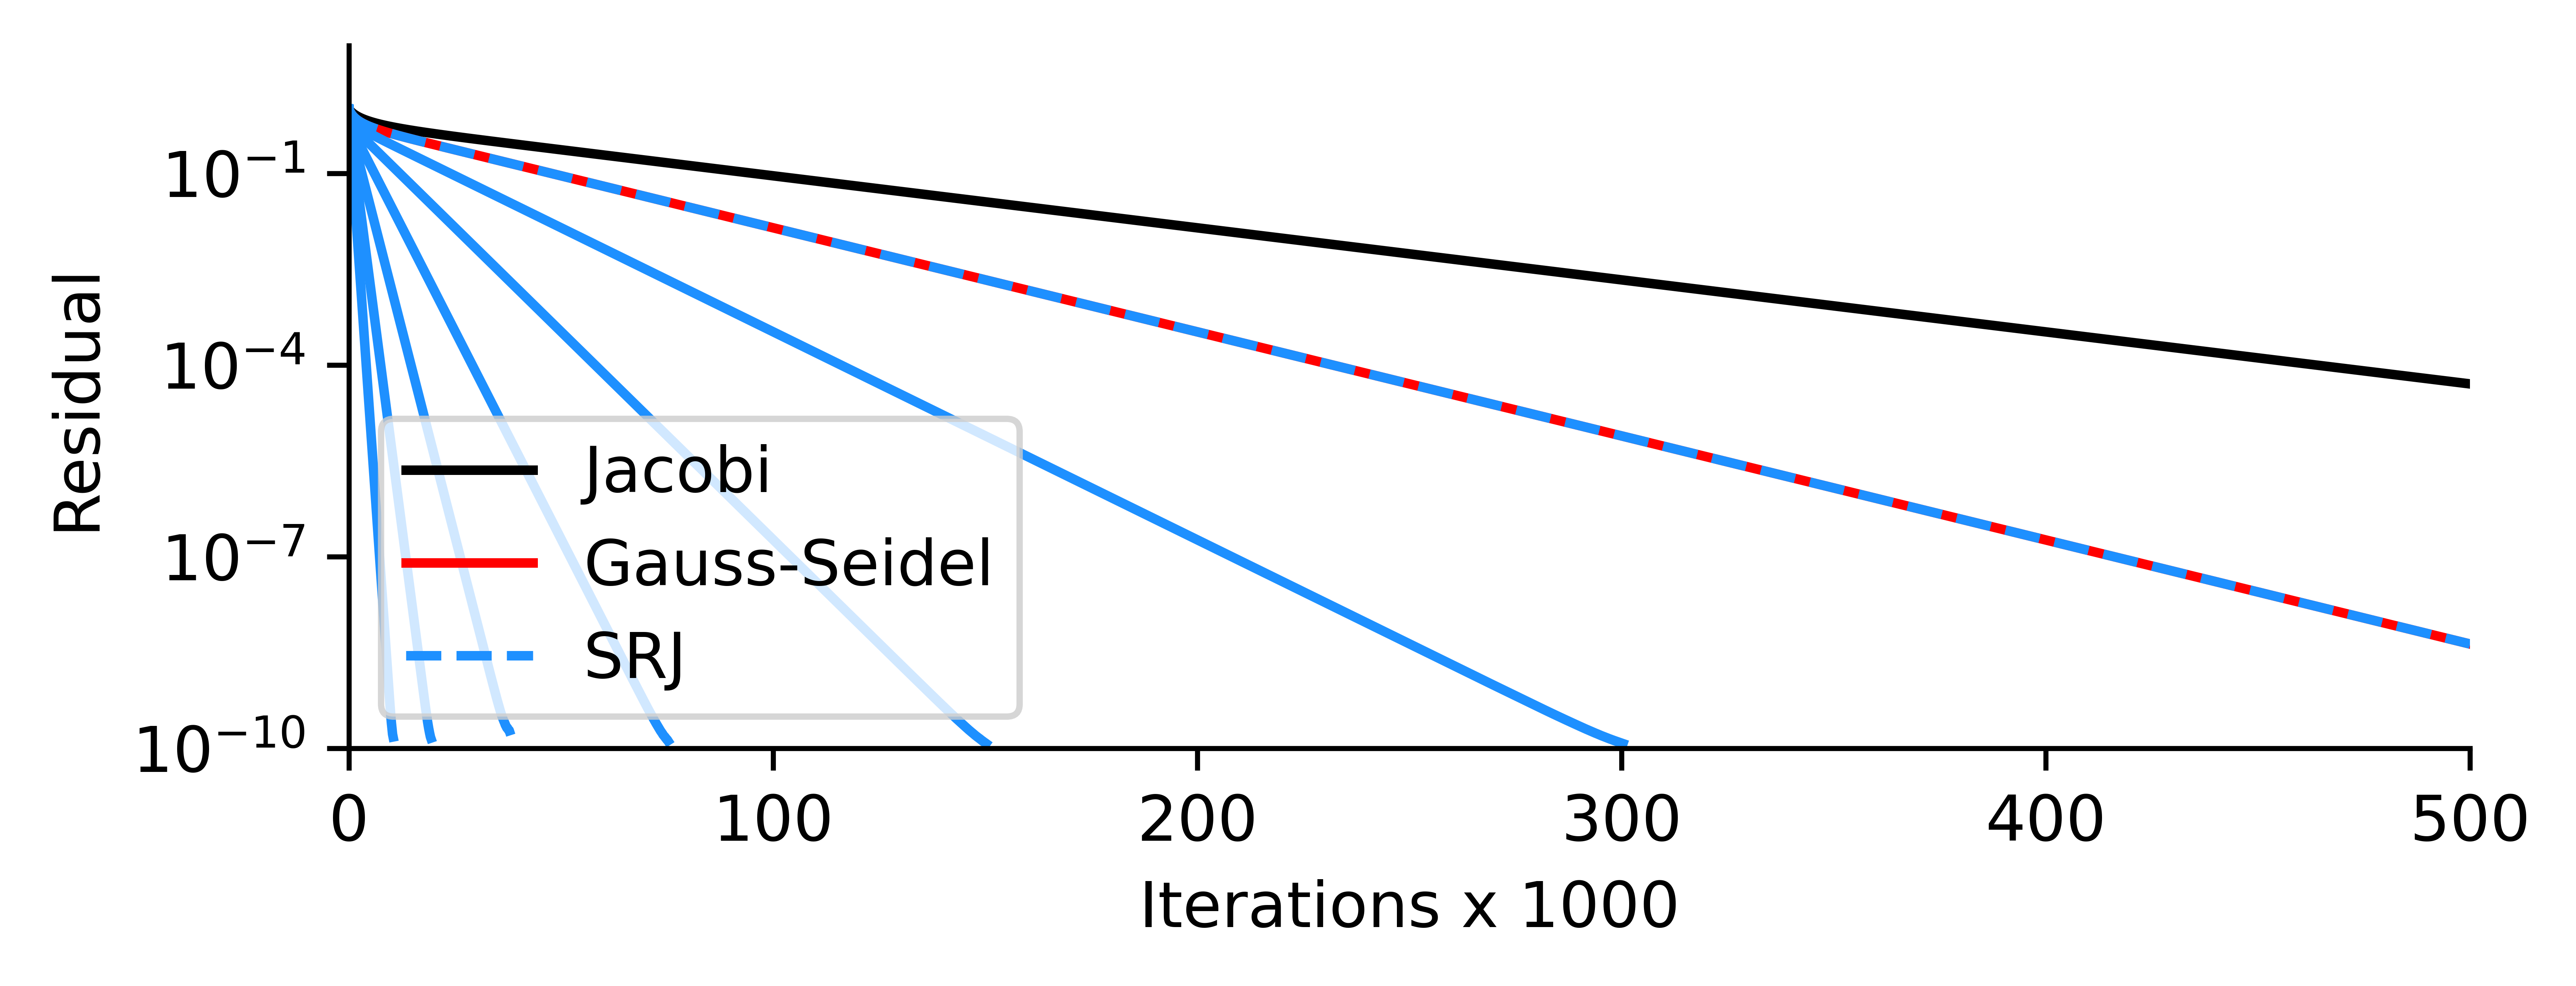 10⁻¹
10⁻⁴
10⁻⁷
10⁻¹⁰
Residual
Jacobi
Gauss-Seidel
SRJ
0 100 200 300 400 500
Iterations x 1000